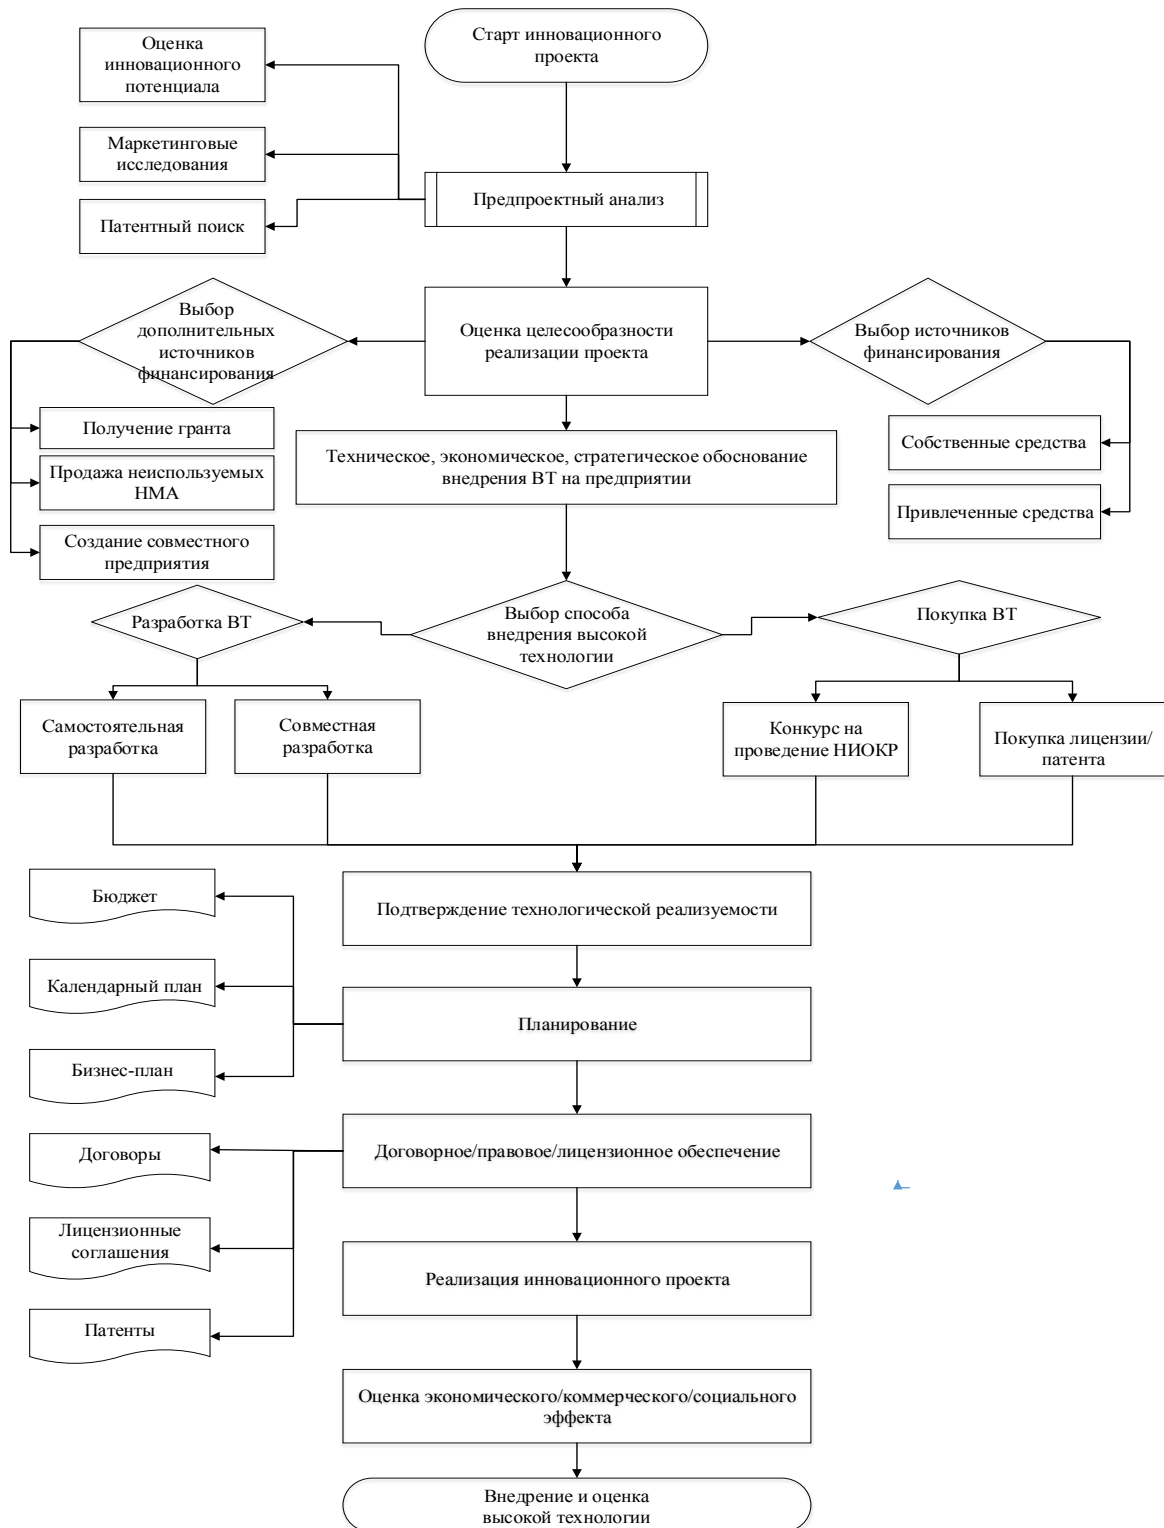 Старт инновационного
проекта
Оценка
инновационного
потенциала
Маркетинговые
исследования
Патентный поиск
Предпроектный анализ
Выбор
дополнительных
источников
финансирования
Оценка целесообразности
реализации проекта
Выбор источников
финансирования
Получение гранта
Продажа неиспользуемых
НМА
Создание совместного
предприятия
Техническое, экономическое, стратегическое обоснование
внедрения ВТ на предприятии
Собственные средства
Привлеченные средства
Разработка ВТ
Выбор способа
внедрения высокой
технологии
Покупка ВТ
Самостоятельная
разработка
Совместная
разработка
Конкурс на
проведение НИОКР
Покупка лицензии/
патента
Бюджет
Подтверждение технологической реализуемости
Календарный план
Планирование
Бизнес-план
Договоры
Договорное/правовое/лицензионное обеспечение
Лицензионные
соглашения
Реализация инновационного проекта
Патенты
Оценка экономического/коммерческого/социального
эффекта
Внедрение и оценка
высокой технологии